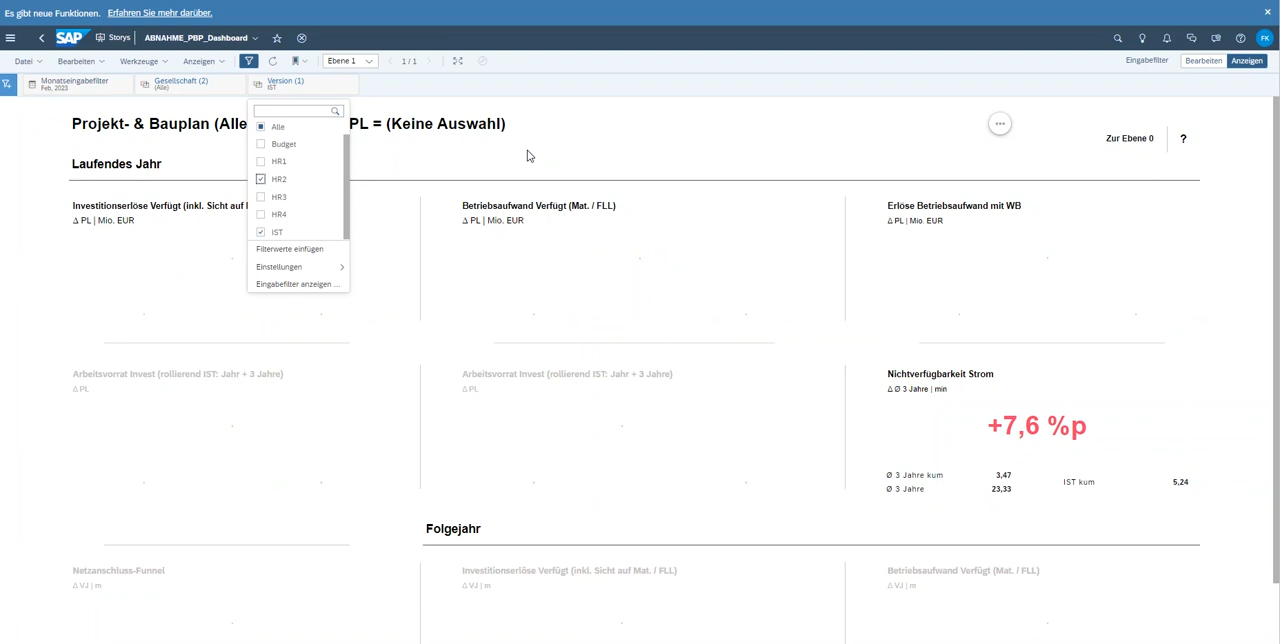 Es gibt neue Funktionen. Erfahren Sie mehr darüber.
SAP Storys ABNAHME_PBP_Dashboard FK
Datei Bearbeiten Werkzeuge Anzeigen Ebene 1 1 / 1 Eingabefilter Bearbeiten Anzeigen
Monatseingabefilter
Feb, 2023
Gesellschaft (2)
(Alle)
Version (1)
IST
Alle
Budget
HR1
HR2
HR3
HR4
IST
Filterwerte einfügen
Einstellungen
Eingabefilter anzeigen ...
Projekt- & Bauplan (Alle PL = (Keine Auswahl)
Zur Ebene 0 ?
Laufendes Jahr
Investitionserlöse Verfügt (inkl. Sicht auf
Δ PL | Mio. EUR
Betriebsaufwand Verfügt (Mat. / FLL)
Δ PL | Mio. EUR
Erlöse Betriebsaufwand mit WB
Δ PL | Mio. EUR
Arbeitsvorrat Invest (rollierend IST: Jahr + 3 Jahre)
Δ PL
Arbeitsvorrat Invest (rollierend IST: Jahr + 3 Jahre)
Δ PL
Nichtverfügbarkeit Strom
Δ Ø 3 Jahre | min
+7,6 %p
Ø 3 Jahre kum 3,47
Ø 3 Jahre 23,33
IST kum 5,24
Folgejahr
Netzanschluss-Funnel
Δ VJ | m
Investitionserlöse Verfügt (inkl. Sicht auf Mat. / FLL)
Δ VJ | m
Betriebsaufwand Verfügt (Mat. / FLL)
Δ VJ | m